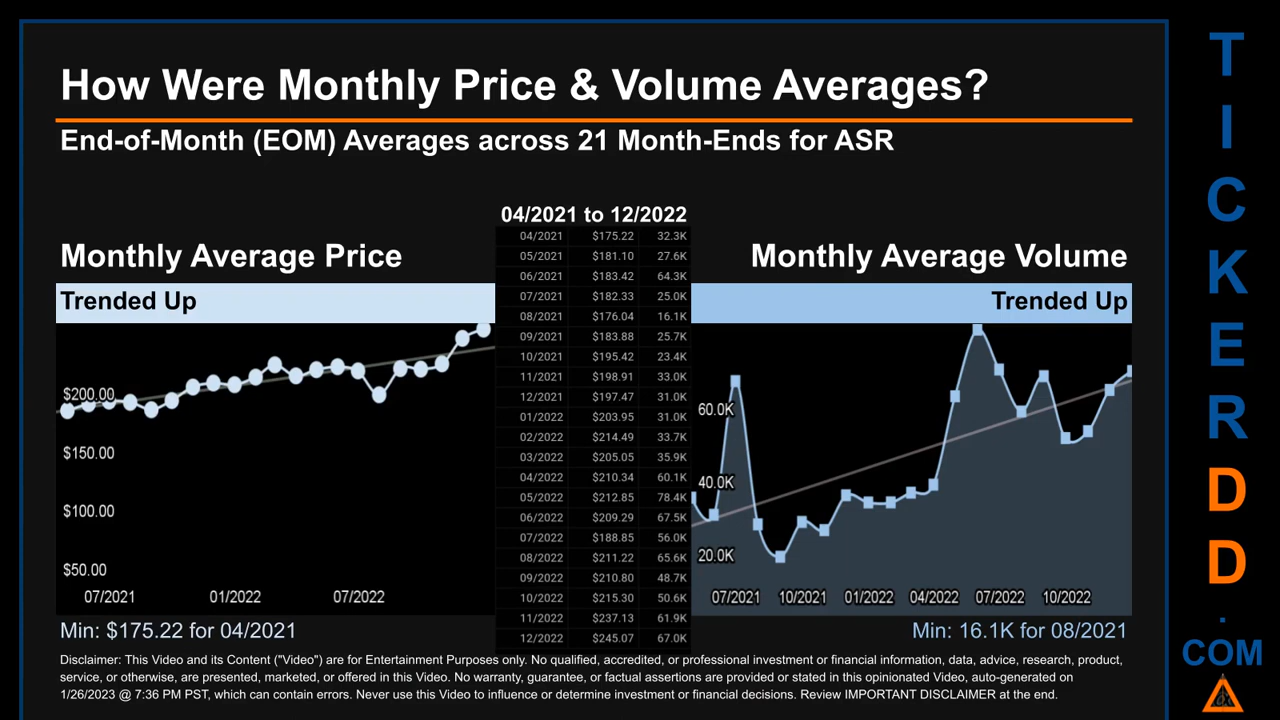 How Were Monthly Price & Volume Averages?
End-of-Month (EOM) Averages across 21 Month-Ends for ASR
04/2021 to 12/2022
04/2021 $175.22 32.3K
05/2021 $181.10 27.6K
06/2021 $183.42 64.3K
07/2021 $182.33 25.0K
08/2021 $176.04 16.1K
09/2021 $183.88 25.7K
10/2021 $195.42 23.4K
11/2021 $198.91 33.0K
12/2021 $197.47 31.0K
01/2022 $203.95 31.0K
02/2022 $214.49 33.7K
03/2022 $205.05 35.9K
04/2022 $210.34 60.1K
05/2022 $212.85 78.4K
06/2022 $209.29 67.5K
07/2022 $188.85 56.0K
08/2022 $211.22 65.6K
09/2022 $210.80 48.7K
10/2022 $215.30 50.6K
11/2022 $237.13 61.9K
12/2022 $245.07 67.0K
Monthly Average Price
Trended Up
$200.00
$150.00
$100.00
$50.00
07/2021 01/2022 07/2022
Min: $175.22 for 04/2021
Monthly Average Volume
Trended Up
60.0K
40.0K
20.0K
07/2021 10/2021 01/2022 04/2022 07/2022 10/2022
Min: 16.1K for 08/2021
Disclaimer: This Video and its Content ("Video") are for Entertainment Purposes only. No qualified, accredited, or professional investment or financial information, data, advice, research, product,
service, or otherwise, are presented, marketed, or offered in this Video. No warranty, guarantee, or factual assertions are provided or stated in this opinionated Video, auto-generated on
1/26/2023 @ 7:36 PM PST, which can contain errors. Never use this Video to influence or determine investment or financial decisions. Review IMPORTANT DISCLAIMER at the end.
T
I
C
K
E
R
D
D
.
COM